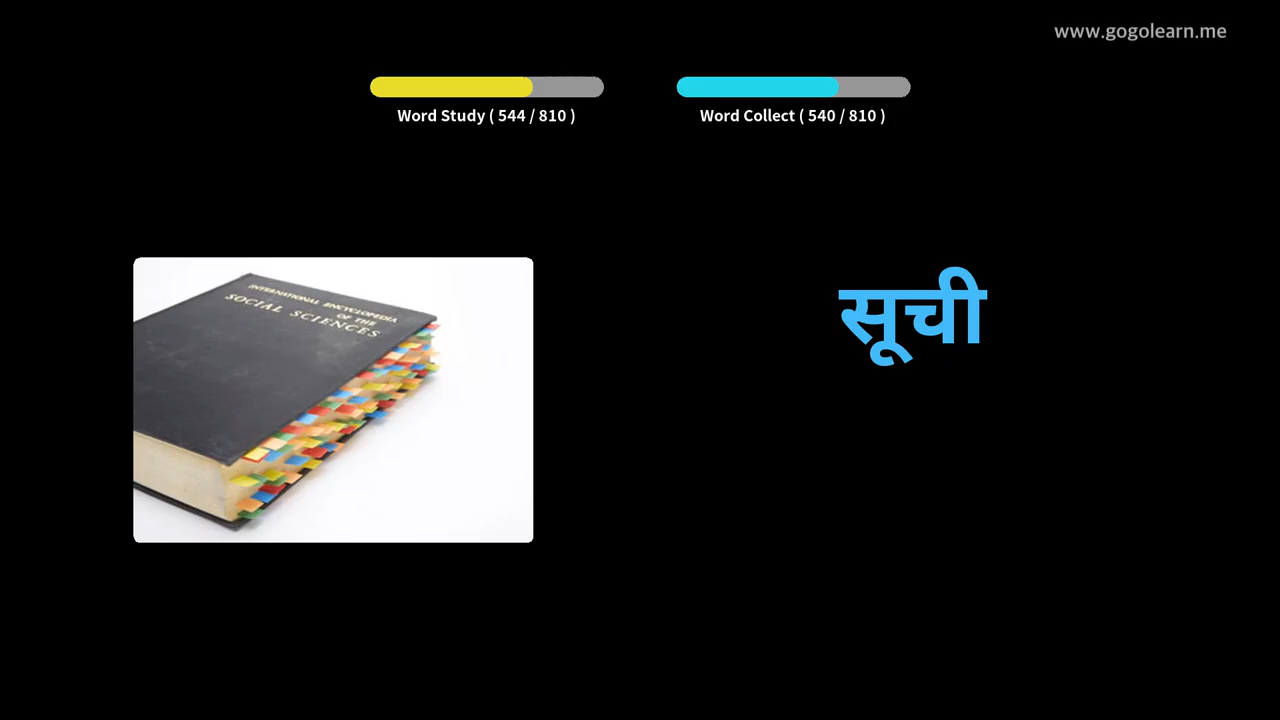 www.gogolearn.me
Word Study ( 544 / 810 )
Word Collect ( 540 / 810 )
INTERNATIONAL ENCYCLOPEDIA
OF THE
SOCIAL SCIENCES
सूची